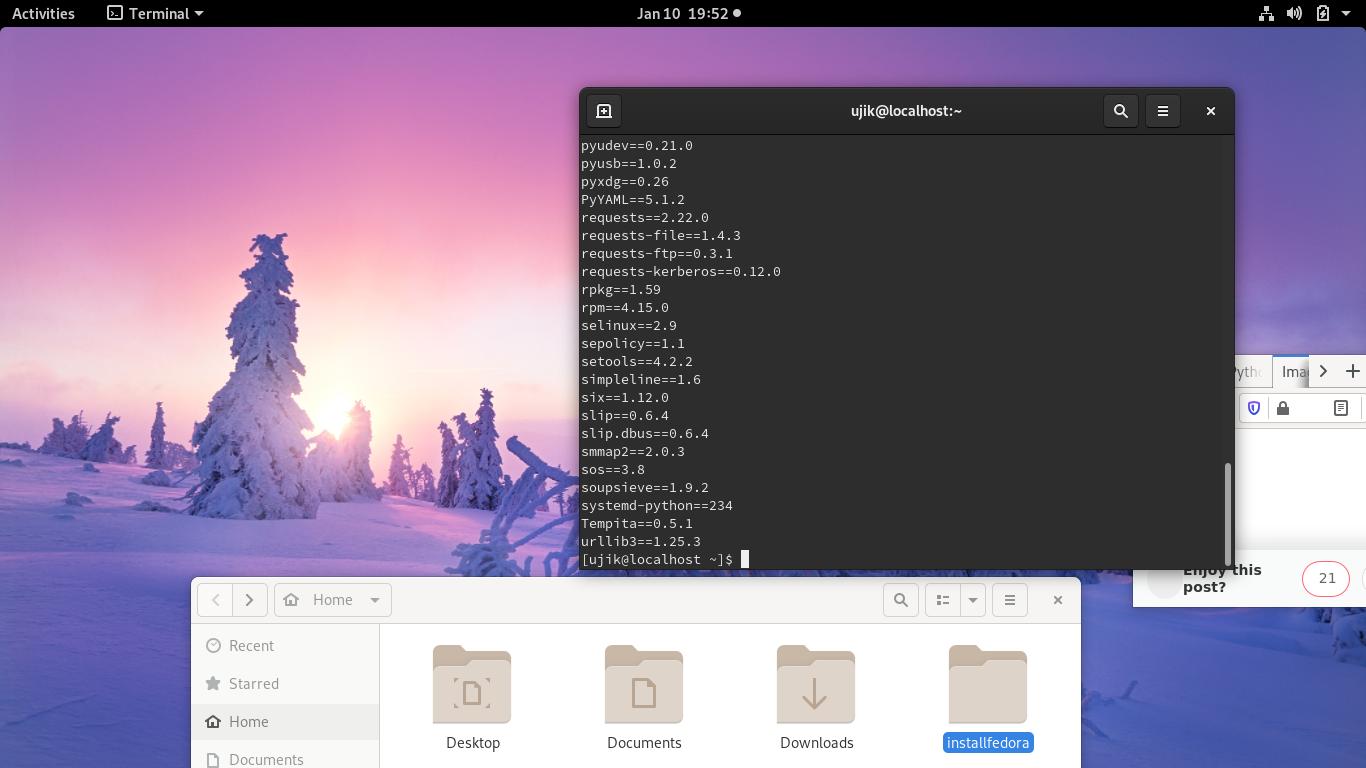 Activities
Terminal
Jan 10 19:52
ujik@localhost:~
pyudev==0.21.0
pyusb==1.0.2
pyxdg==0.26
PyYAML==5.1.2
requests==2.22.0
requests-file==1.4.3
requests-ftp==0.3.1
requests-kerberos==0.12.0
rpkg==1.59
rpm==4.15.0
selinux==2.9
sepolicy==1.1
setools==4.2.2
simpleline==1.6
six==1.12.0
slip==0.6.4
slip.dbus==0.6.4
smmap2==2.0.3
sos==3.8
soupsieve==1.9.2
systemd-python==234
Tempita==0.5.1
urllib3==1.25.3
[ujik@localhost ~]$
Enjoy this
post?
21
Home
Recent
Starred
Home
Documents
Desktop
Documents
Downloads
installfedora